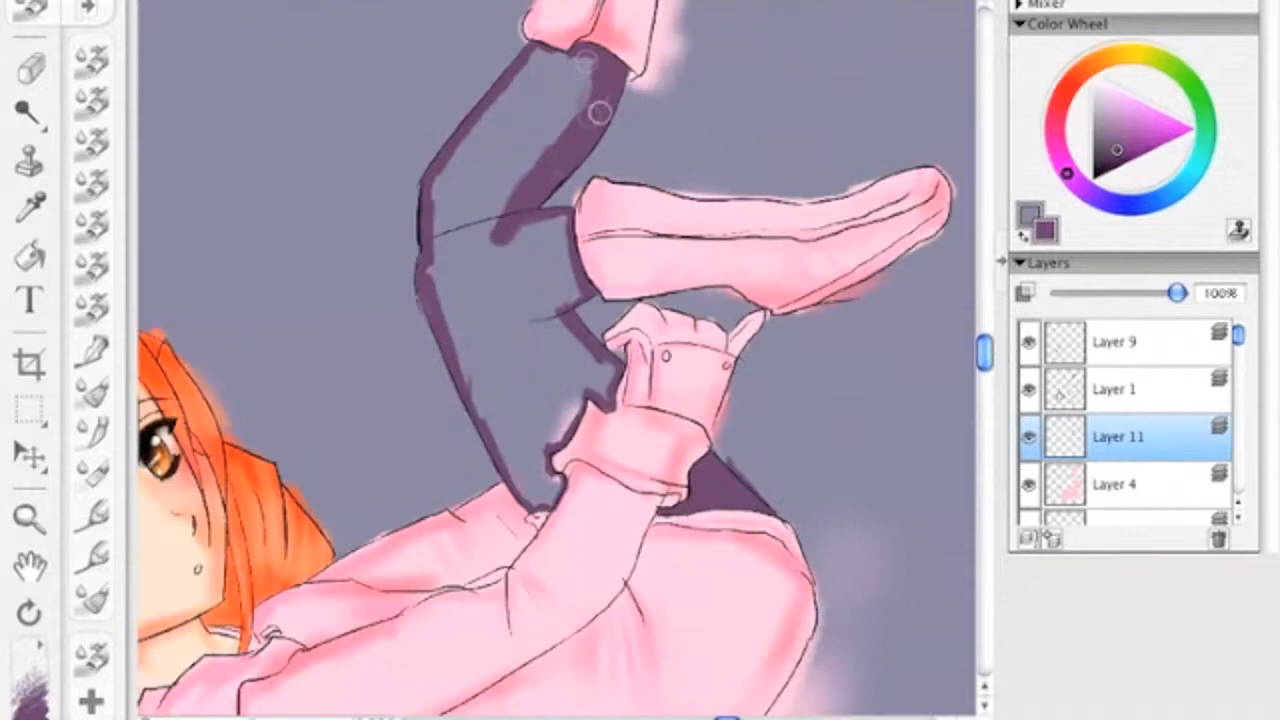 Mixer
Color Wheel
Layers
100%
Layer 9
Layer 1
Layer 11
Layer 4
T